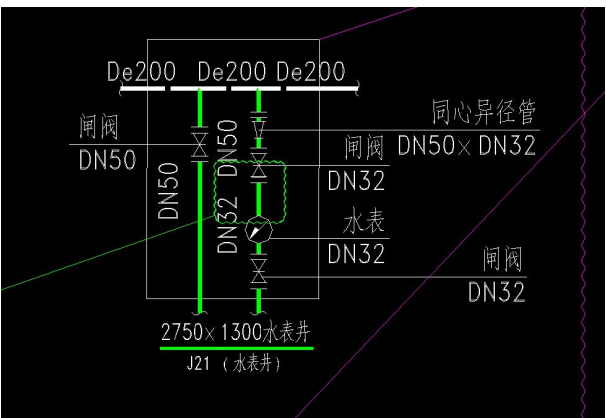 De200 De200 De200
闸阀
DN50
DN50
DN50
同心异径管
DN50×DN32
闸阀
DN32
DN32
水表
DN32
闸阀
DN32
2750×1300水表井
J21 (水表井)